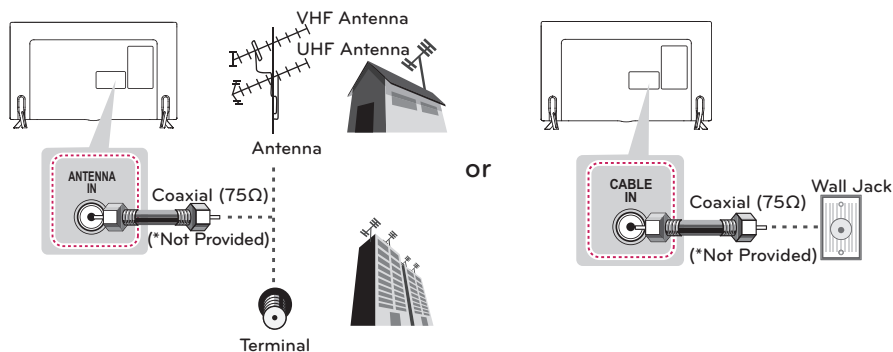 VHF Antenna
UHF Antenna
Antenna
ANTENNA
IN
Coaxial (75Ω)
(*Not Provided)
Terminal
or
CABLE
IN
Coaxial (75Ω)
(*Not Provided)
Wall Jack